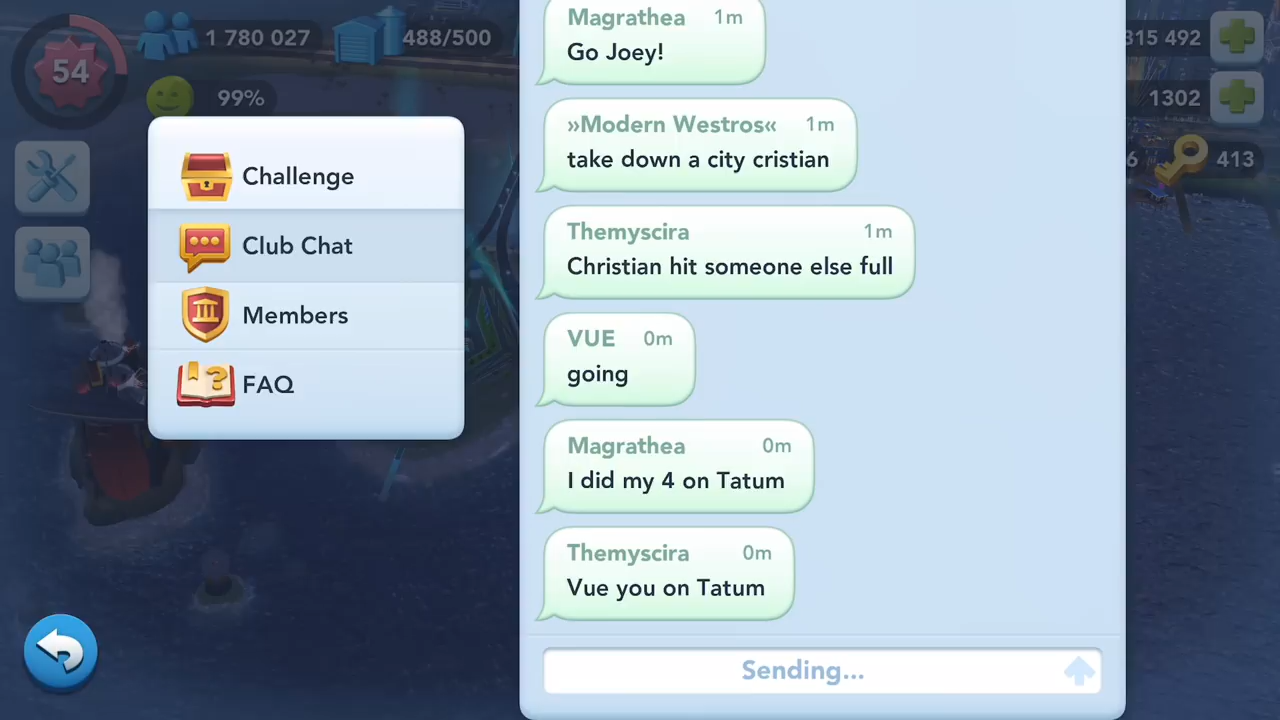 54
1 780 027
488/500
99%
315 492
1302
6
413
Challenge
Club Chat
Members
FAQ
Magrathea 1m
Go Joey!
»Modern Westros« 1m
take down a city cristian
Themyscira 1m
Christian hit someone else full
VUE 0m
going
Magrathea 0m
I did my 4 on Tatum
Themyscira 0m
Vue you on Tatum
Sending...